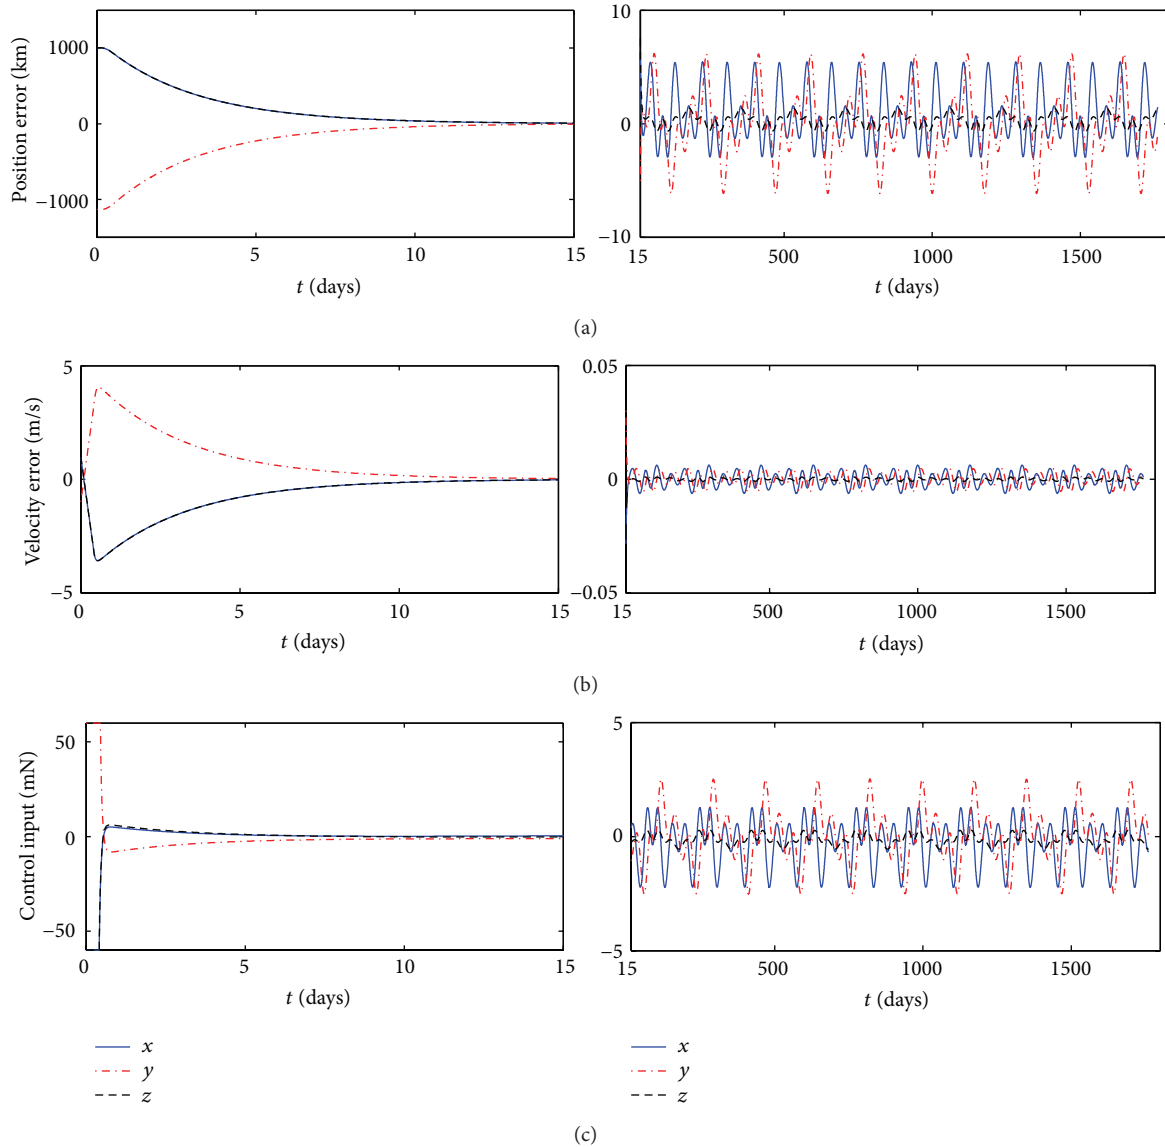 Position error (km)
1000
0
−1000
0
5
10
15
t (days)
10
0
−10
15
500
1000
1500
t (days)
(a)
Velocity error (m/s)
5
0
−5
0
5
10
15
t (days)
0.05
0
−0.05
15
500
1000
1500
t (days)
(b)
Control input (mN)
50
0
−50
0
5
10
15
t (days)
5
0
−5
15
500
1000
1500
t (days)
x
y
z
x
y
z
(c)